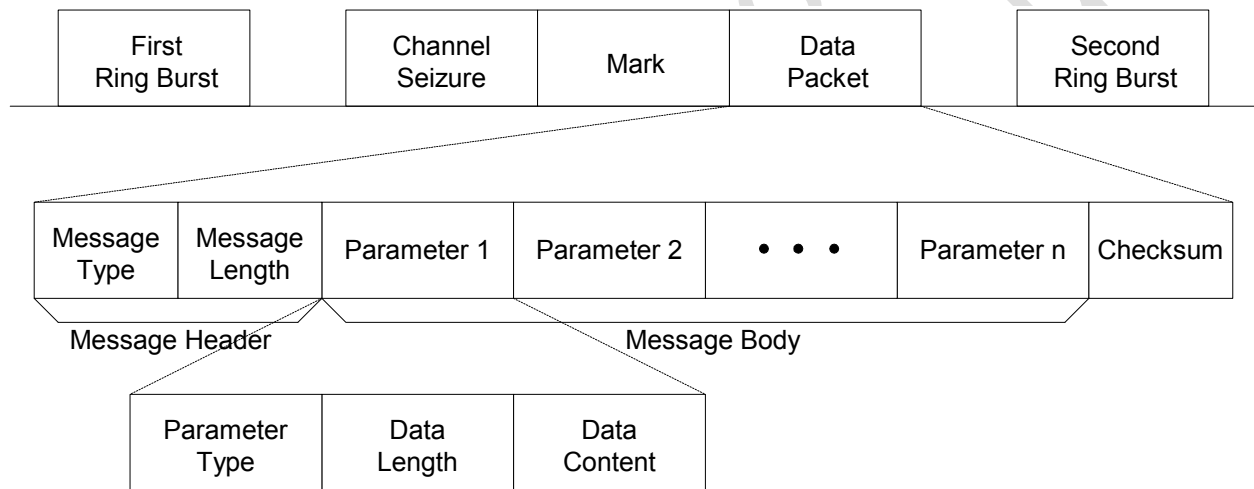 First
Ring Burst
Channel
Seizure
Mark
Data
Packet
Second
Ring Burst
Message
Type
Message
Length
Parameter 1
Parameter 2
• • •
Parameter n
Checksum
Message Header
Message Body
Parameter
Type
Data
Length
Data
Content